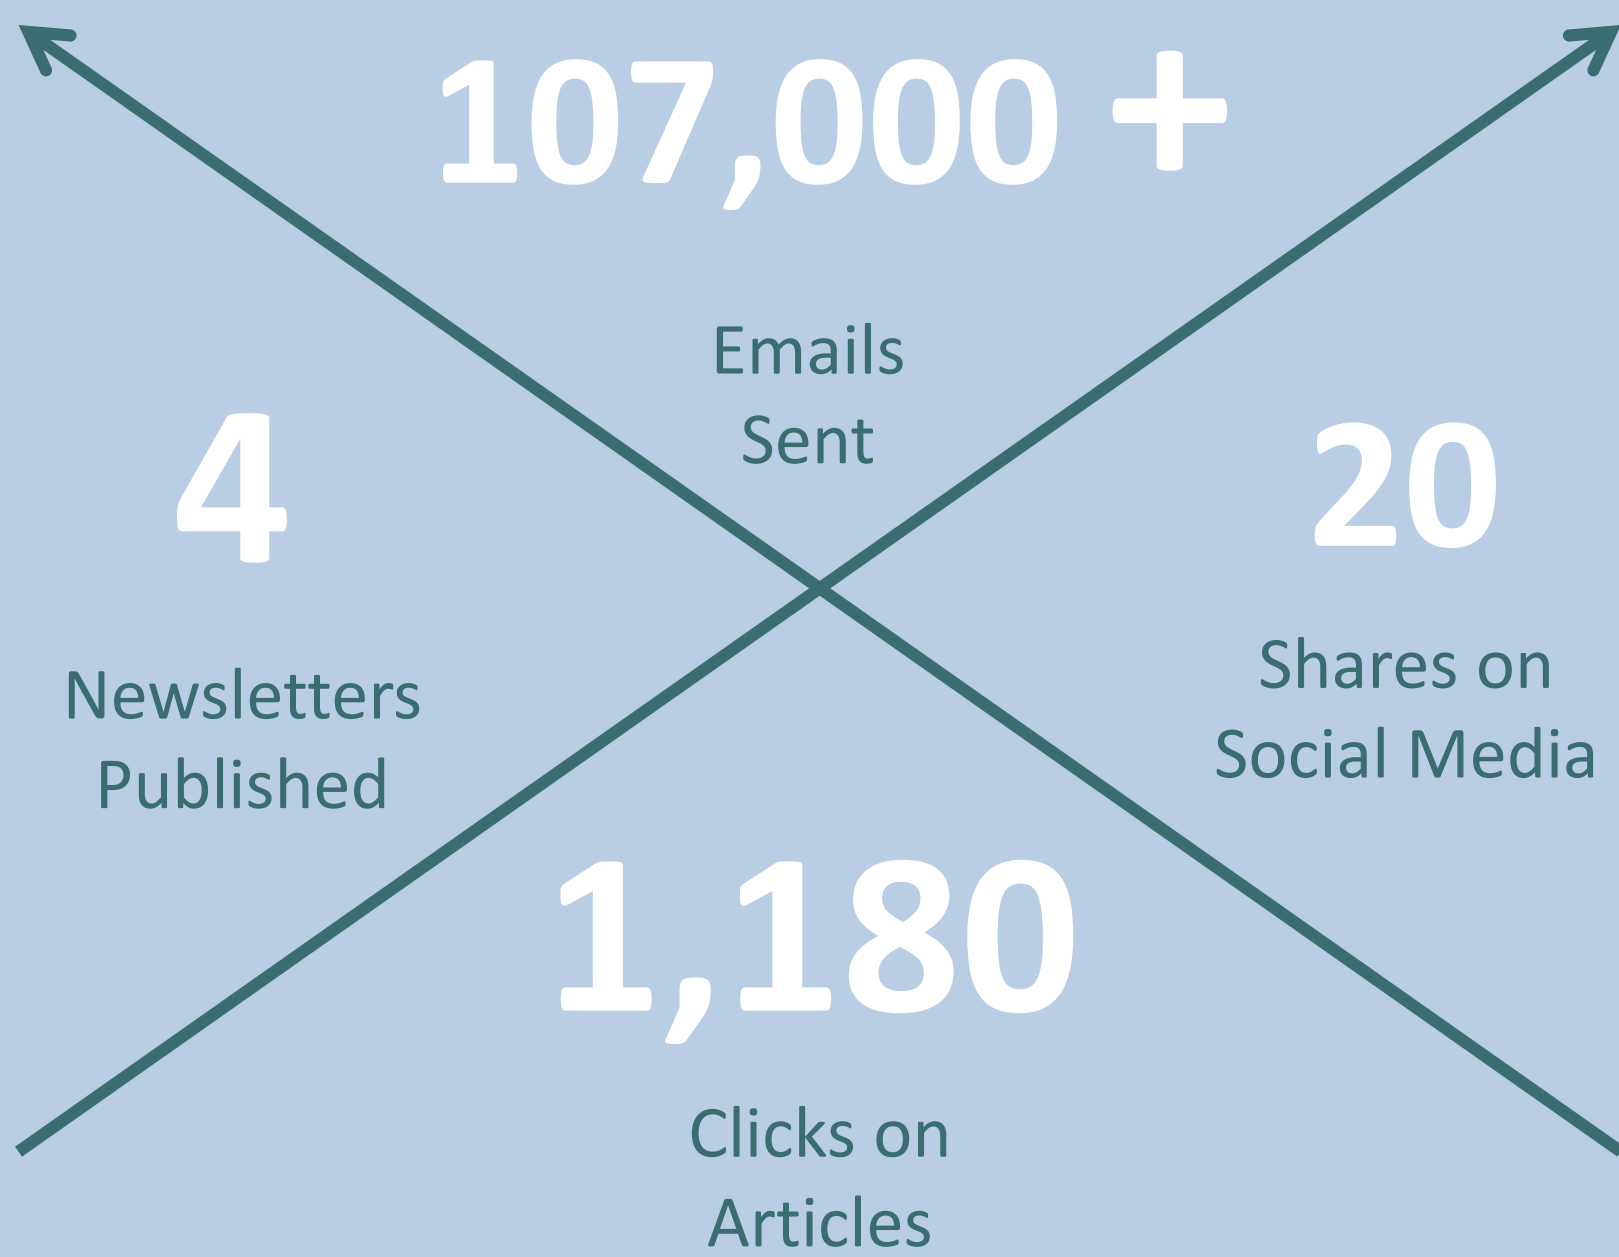 107,000 +
Emails
Sent
4
Newsletters
Published
20
Shares on
Social Media
1,180
Clicks on
Articles